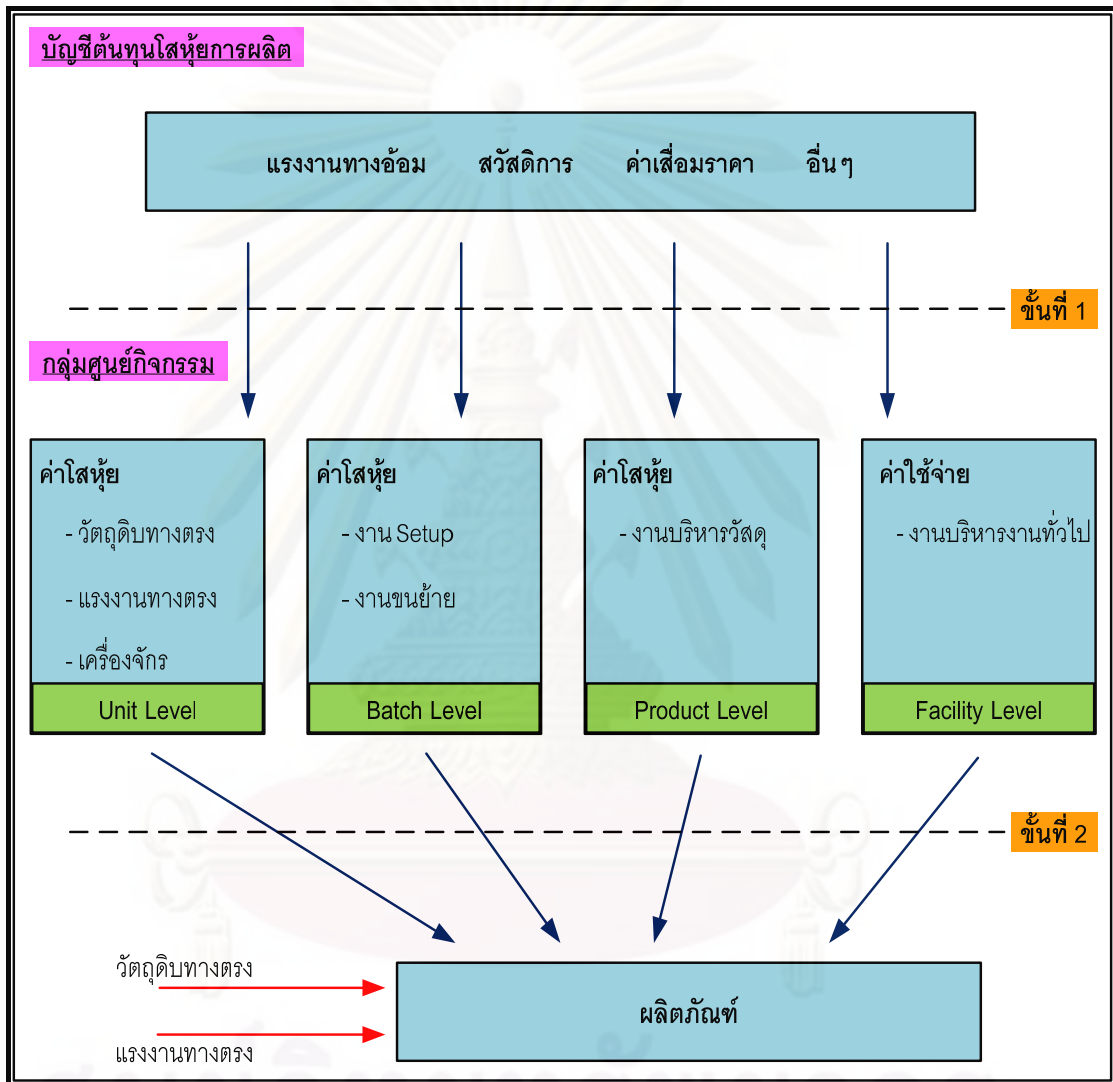 บัญชีต้นทุนโสหุ้ยการผลิต
แรงงานทางอ้อม สวัสดิการ ค่าเสื่อมราคา อื่นๆ
ขั้นที่ 1
กลุ่มศูนย์กิจกรรม
ค่าโสหุ้ย
- วัตถุดิบทางตรง
- แรงงานทางตรง
- เครื่องจักร
Unit Level
ค่าโสหุ้ย
- งาน Setup
- งานขนย้าย
Batch Level
ค่าโสหุ้ย
- งานบริหารวัสดุ
Product Level
ค่าใช้จ่าย
- งานบริหารงานทั่วไป
Facility Level
ขั้นที่ 2
วัตถุดิบทางตรง
แรงงานทางตรง
ผลิตภัณฑ์